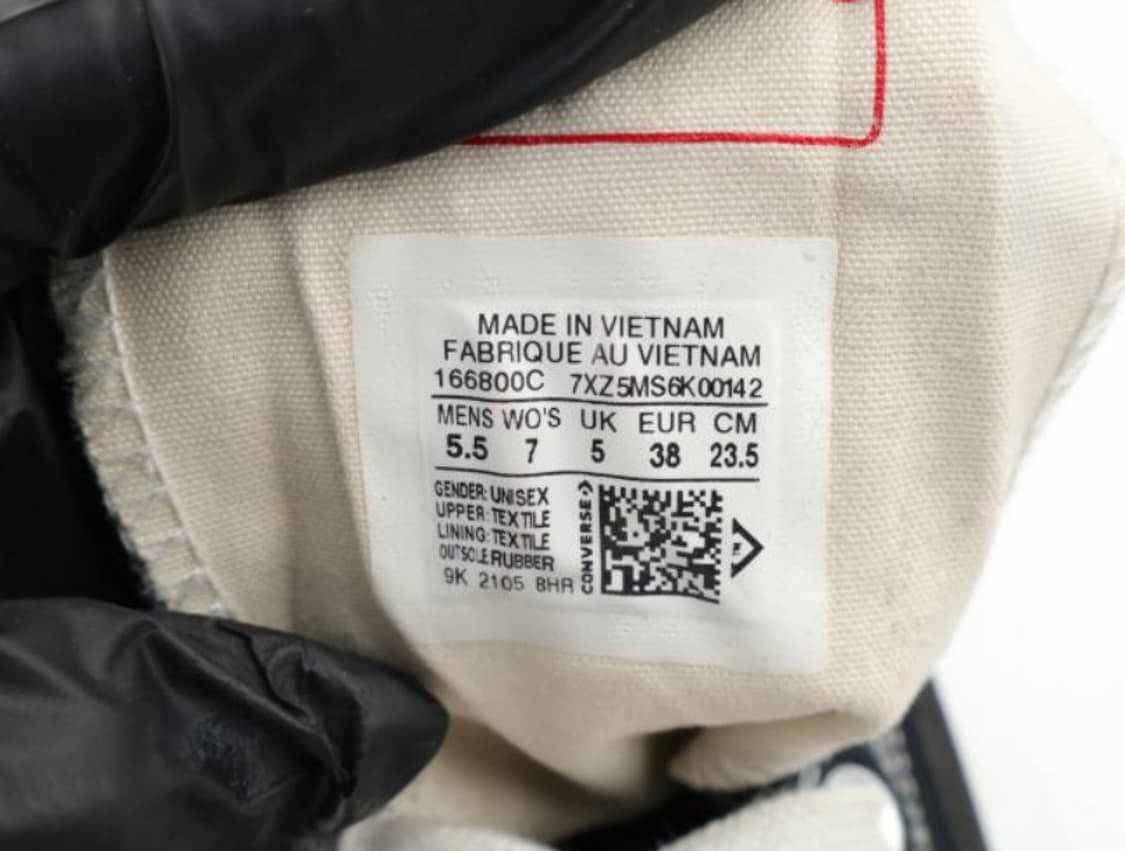 MADE IN VIETNAM
FABRIQUE AU VIETNAM
166800C 7XZ5MS6K00142
MENS WO'S UK EUR CM
5.5 7 5 38 23.5
GENDER: UNISEX
UPPER: TEXTILE
LINING: TEXTILE
OUTSOLE RUBBER
9K 2105 8HR
CONVERSE
TM